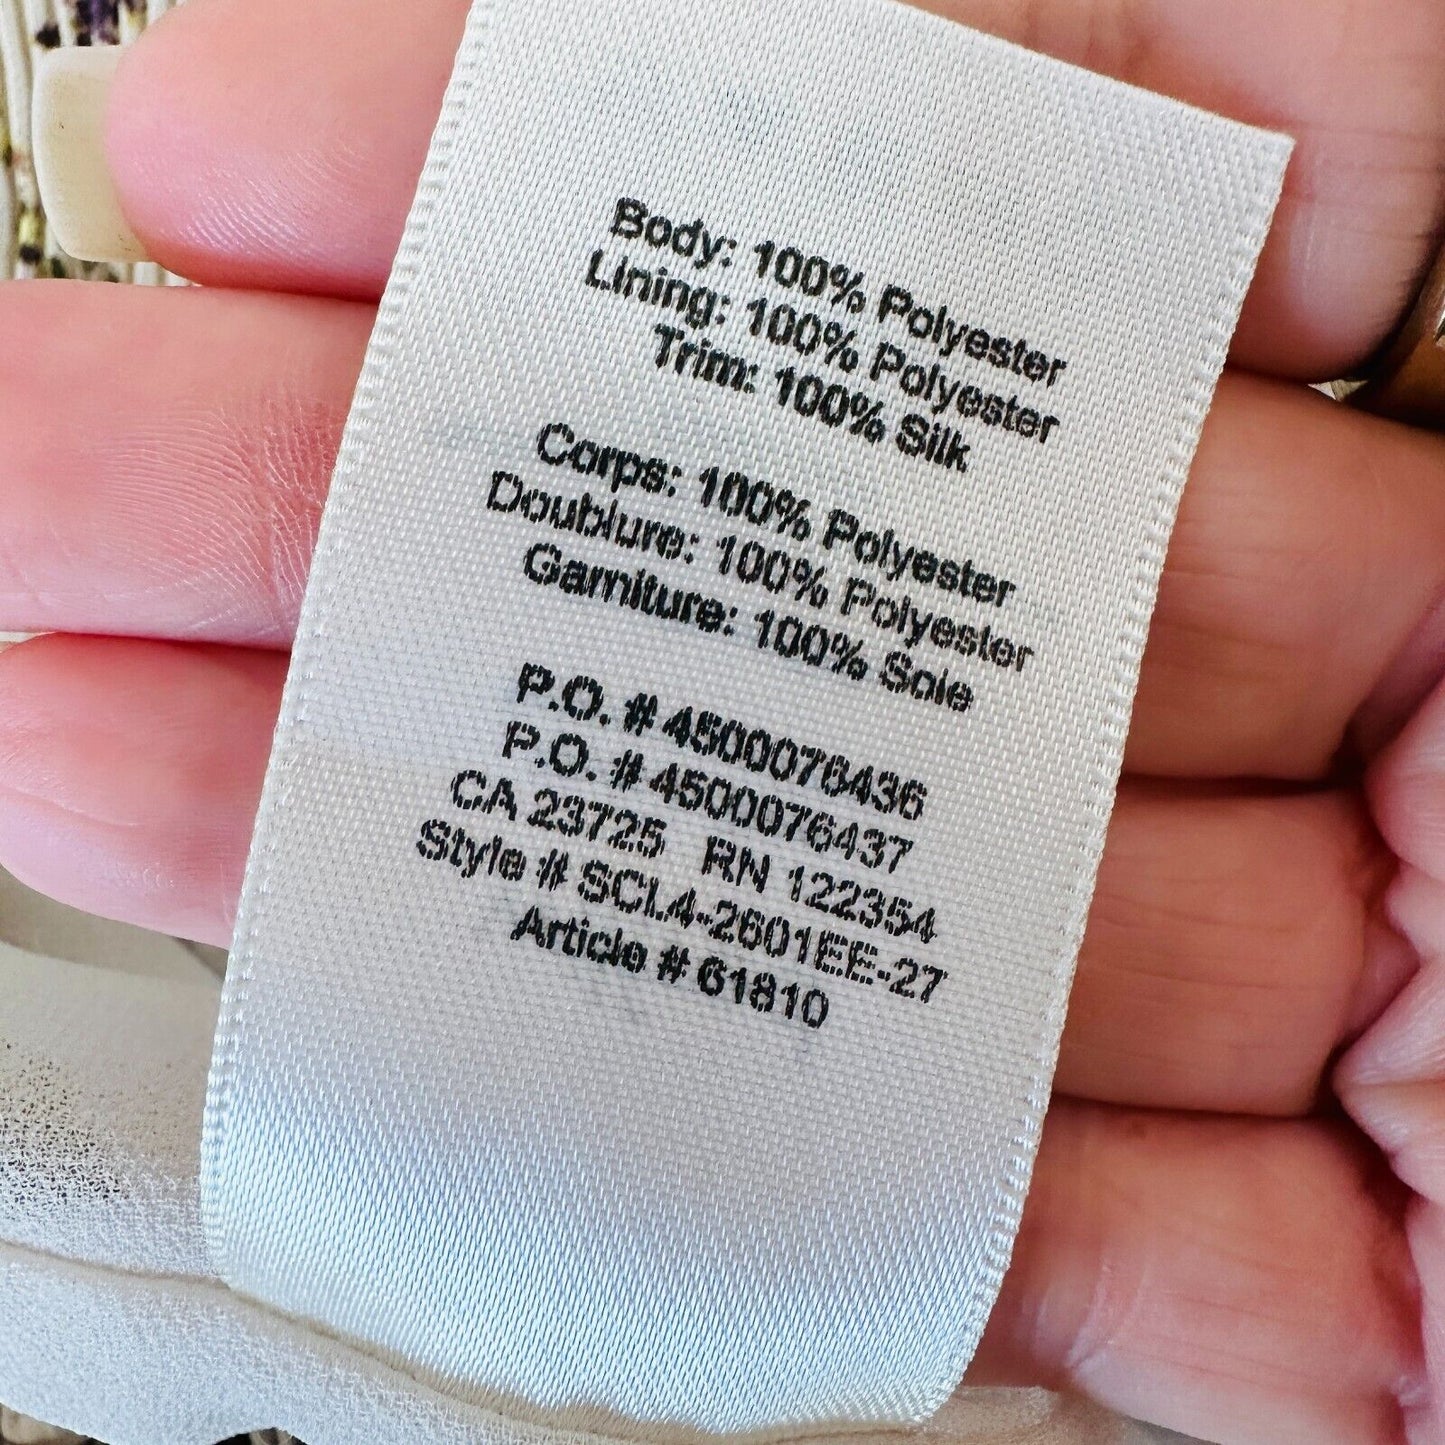 Body: 100% Polyester
Lining: 100% Polyester
Trim: 100% Silk
Corps: 100% Polyester
Doublure: 100% Polyester
Garniture: 100% Soie
P.O. # 4500076436
P.O. # 4500076437
CA 23725 RN 122354
Style # SCL4-2601EE-27
Article # 61810